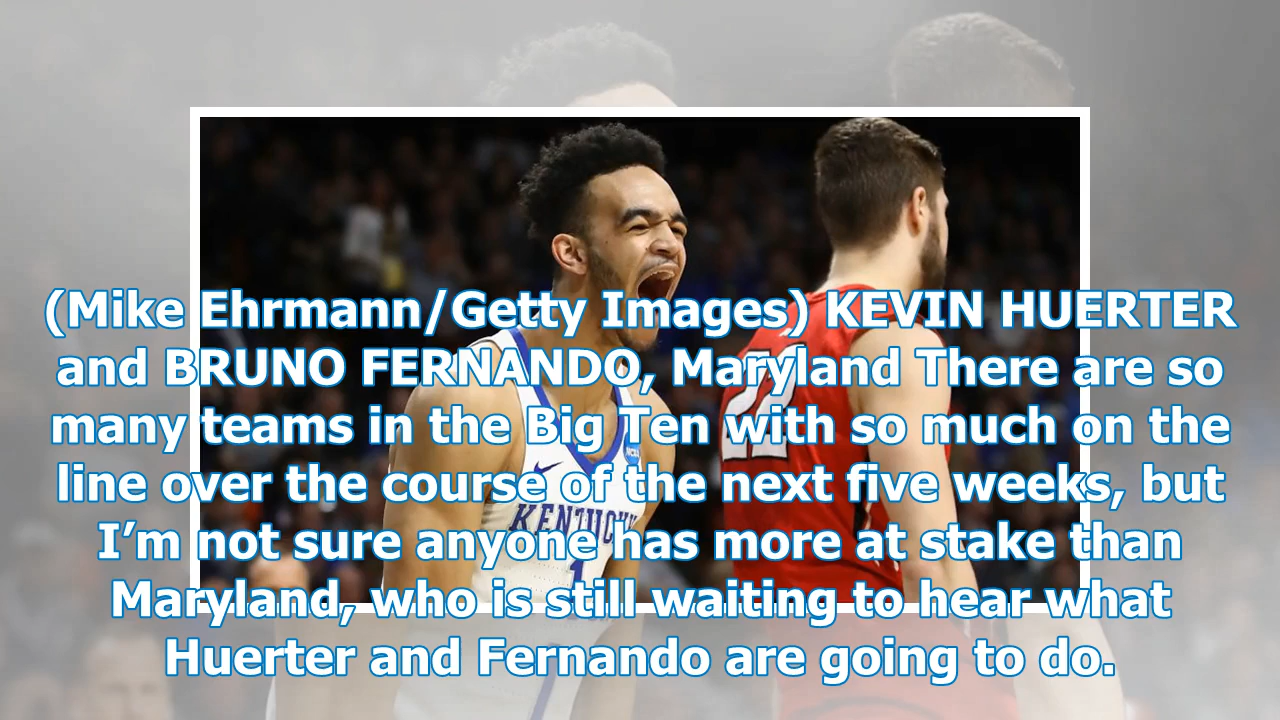 (Mike Ehrmann/Getty Images) KEVIN HUERTER
and BRUNO FERNANDO, Maryland There are so
many teams in the Big Ten with so much on the
line over the course of the next five weeks, but
I’m not sure anyone has more at stake than
Maryland, who is still waiting to hear what
Huerter and Fernando are going to do.
22
KENTUCKY
1